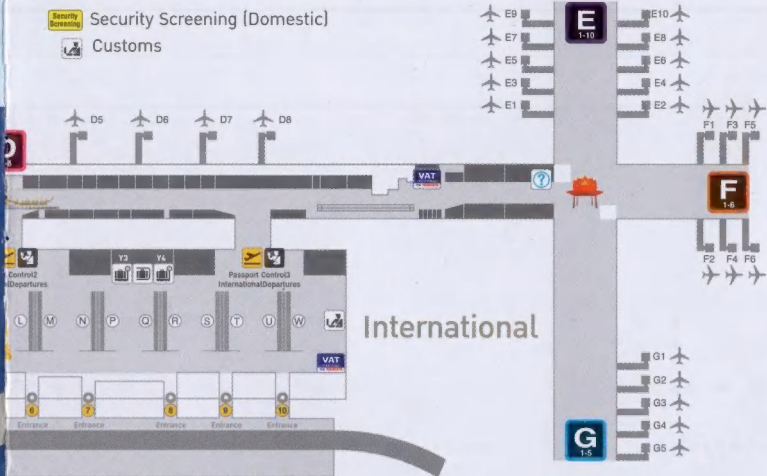 Security Screening
Security Screening (Domestic)
Customs
E
1-10
E9
E7
E5
E3
E1
E10
E8
E6
E4
E2
D5
D6
D7
D8
F1
F3
F5
VAT
?
F
1-6
F2
F4
F6
Y3
Y4
Control2
Departures
Passport Control3
InternationalDepartures
L
M
N
P
Q
R
S
T
U
W
International
VAT
6
7
8
9
10
Entrance
Entrance
Entrance
Entrance
Entrance
G1
G2
G3
G4
G5
G
1-5